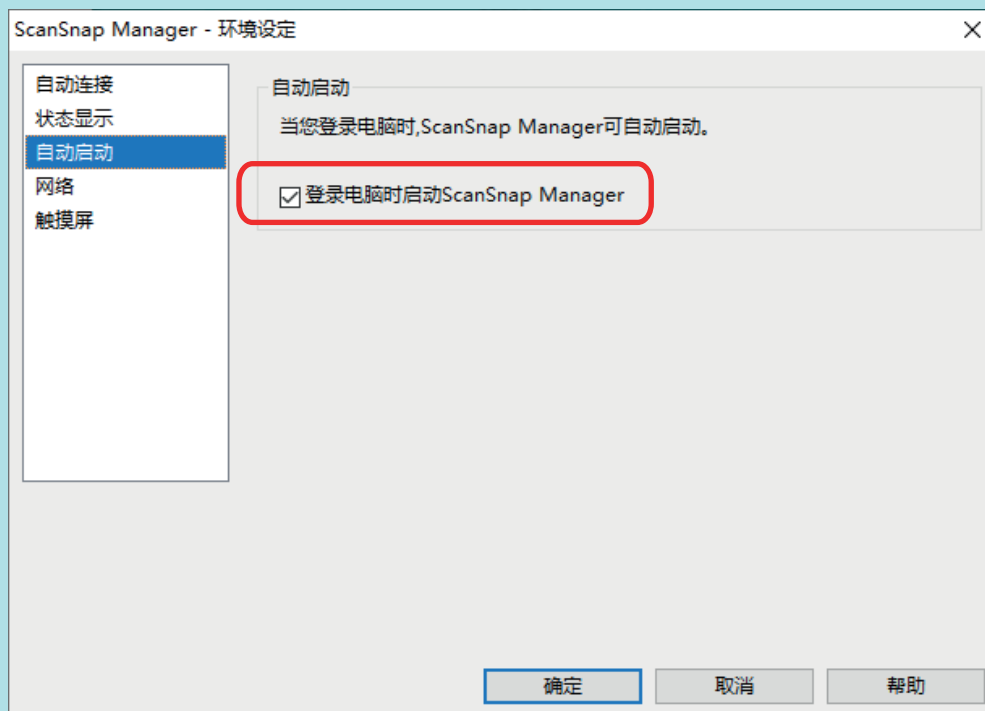 ScanSnap Manager - 环境设定
自动连接
状态显示
自动启动
网络
触摸屏
自动启动
当您登录电脑时,ScanSnap Manager可自动启动。
登录电脑时启动ScanSnap Manager
确定
取消
帮助